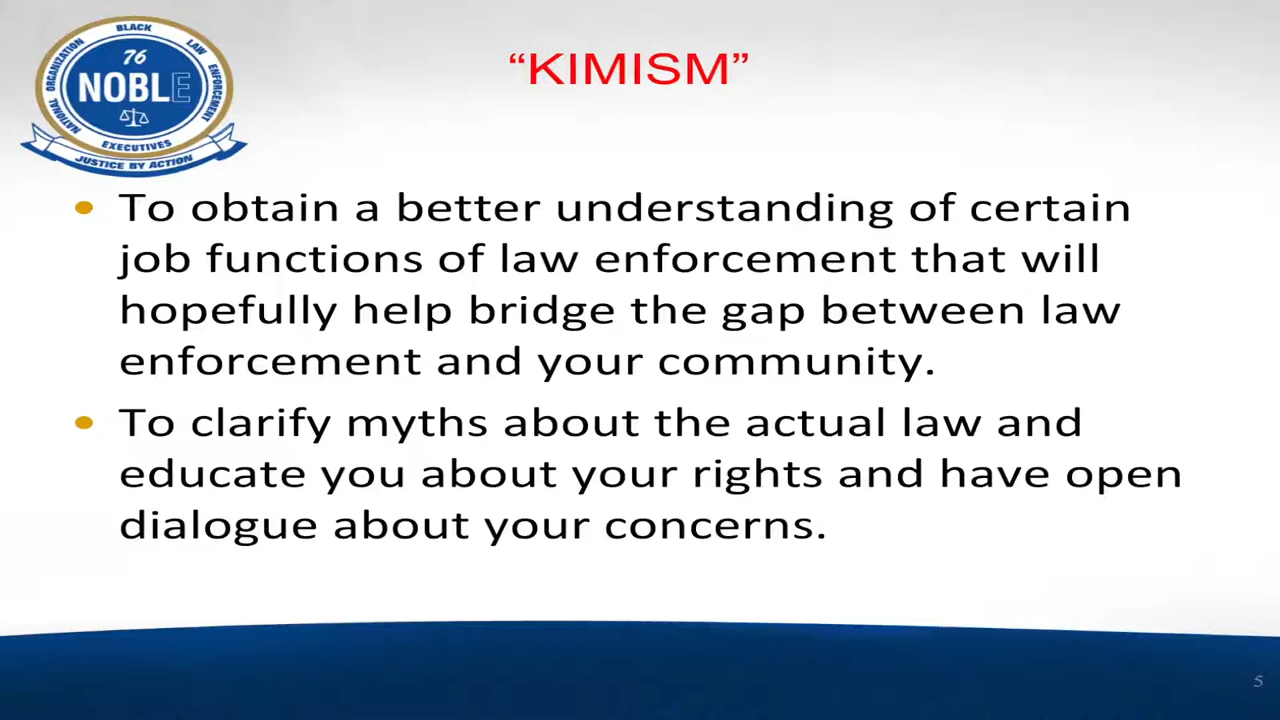 NATIONAL ORGANIZATION BLACK LAW ENFORCEMENT
76
NOBLE
EXECUTIVES
JUSTICE BY ACTION
“KIMISM”
• To obtain a better understanding of certain
job functions of law enforcement that will
hopefully help bridge the gap between law
enforcement and your community.
• To clarify myths about the actual law and
educate you about your rights and have open
dialogue about your concerns.
5